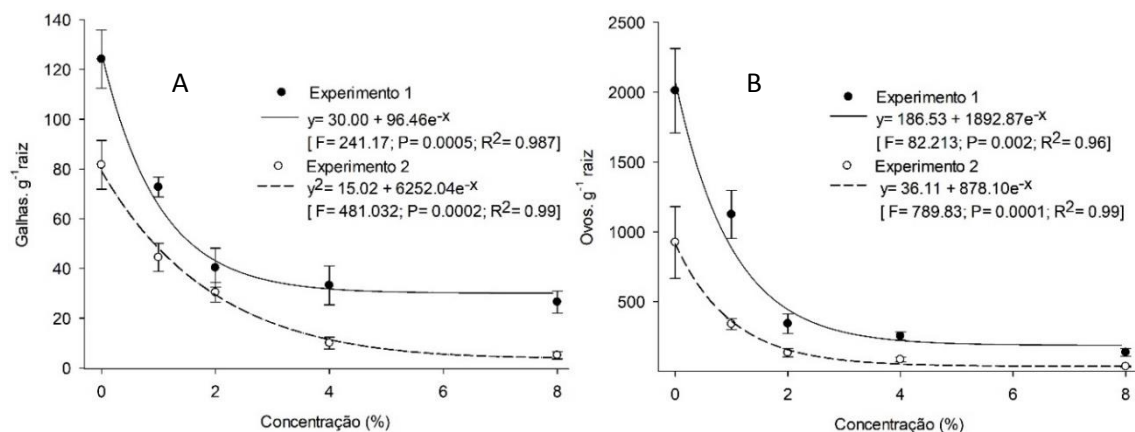 A
Galhas. g-1 raiz
140
120
100
80
60
40
20
0
Experimento 1
y= 30.00 + 96.46e-x
[ F= 241.17; P= 0.0005; R2= 0.987]
Experimento 2
y2= 15.02 + 6252.04e-x
[ F= 481.032; P= 0.0002; R2= 0.99]
0 2 4 6 8
Concentração (%)
B
Ovos. g-1 raiz
2500
2000
1500
1000
500
Experimento 1
y= 186.53 + 1892.87e-x
[ F= 82.213; P= 0.002; R2= 0.96]
Experimento 2
y= 36.11 + 878.10e-x
[ F= 789.83; P= 0.0001; R2= 0.99]
0 2 4 6 8
Concentração (%)